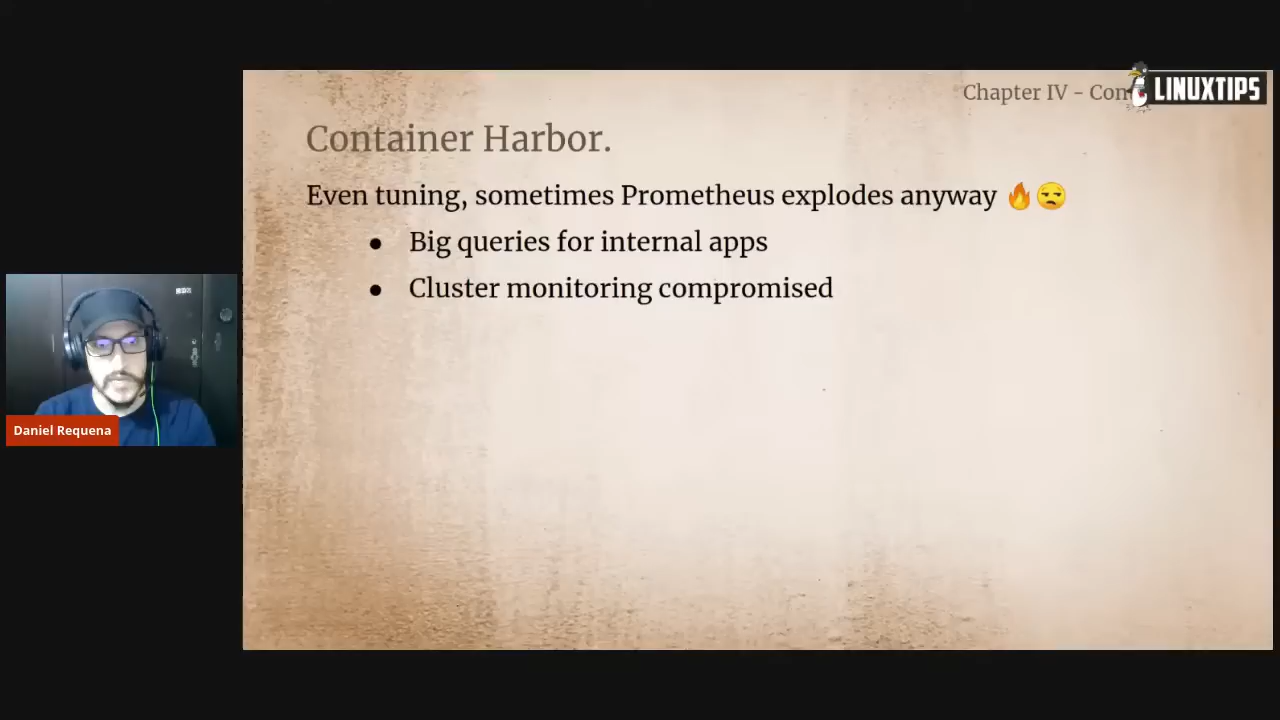 Chapter IV - Con
LINUXTIPS
Container Harbor.
Even tuning, sometimes Prometheus explodes anyway 🔥😒
● Big queries for internal apps
● Cluster monitoring compromised
Daniel Requena